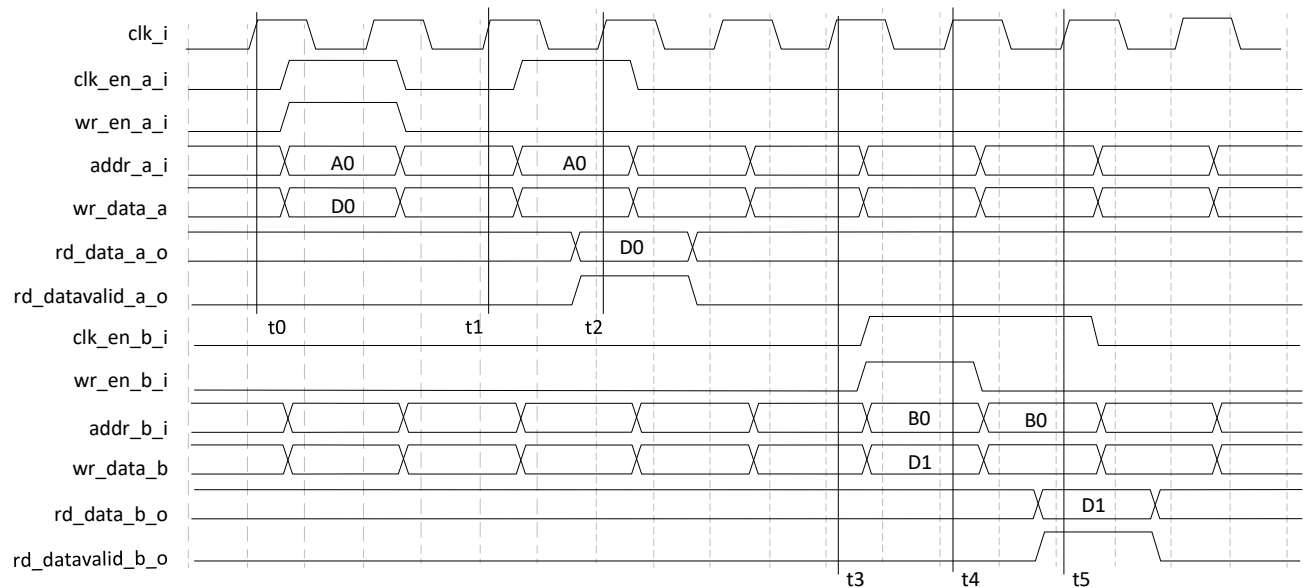 clk_i
clk_en_a_i
wr_en_a_i
addr_a_i A0 A0
wr_data_a D0
rd_data_a_o D0
rd_datavalid_a_o
t0 t1 t2
clk_en_b_i
wr_en_b_i
addr_b_i B0 B0
wr_data_b D1
rd_data_b_o D1
rd_datavalid_b_o
t3 t4 t5